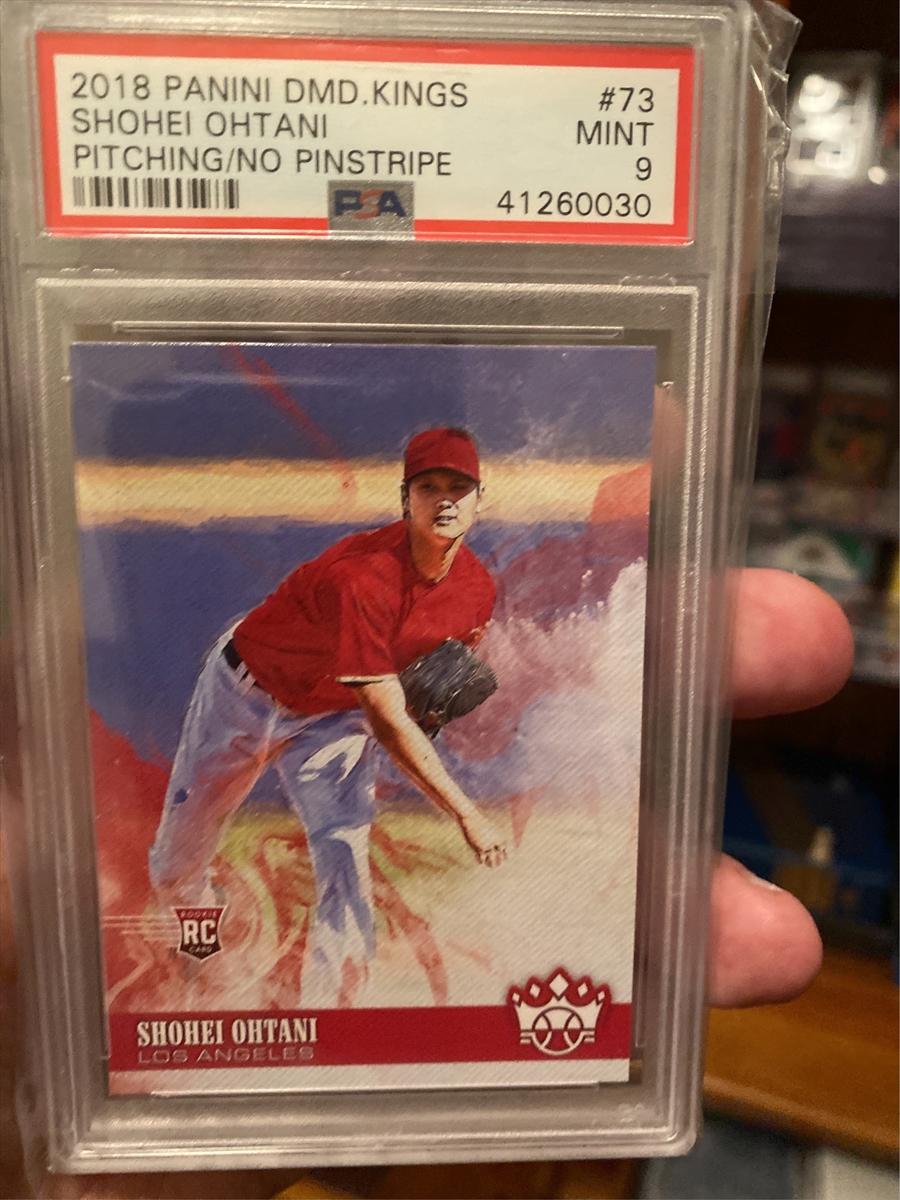 2018 PANINI DMD.KINGS #73
SHOHEI OHTANI MINT
PITCHING/NO PINSTRIPE 9
PSA 41260030
ROOKIE
RC
CARD
SHOHEI OHTANI
LOS ANGELES